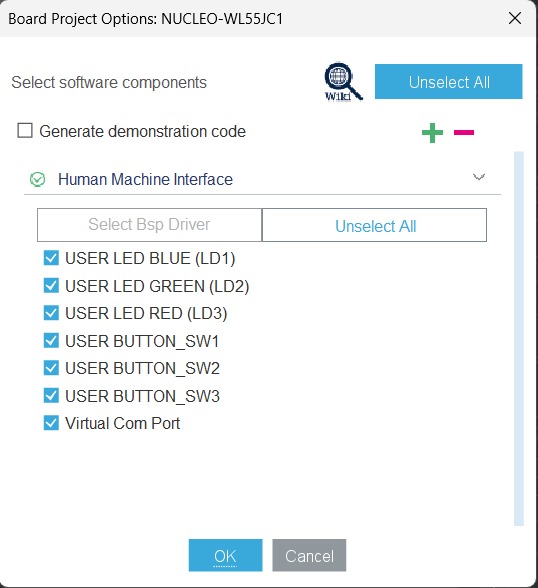 Board Project Options: NUCLEO-WL55JC1
Select software components
Wiki
Unselect All
Generate demonstration code
Human Machine Interface
Select Bsp Driver
Unselect All
USER LED BLUE (LD1)
USER LED GREEN (LD2)
USER LED RED (LD3)
USER BUTTON_SW1
USER BUTTON_SW2
USER BUTTON_SW3
Virtual Com Port
OK
Cancel